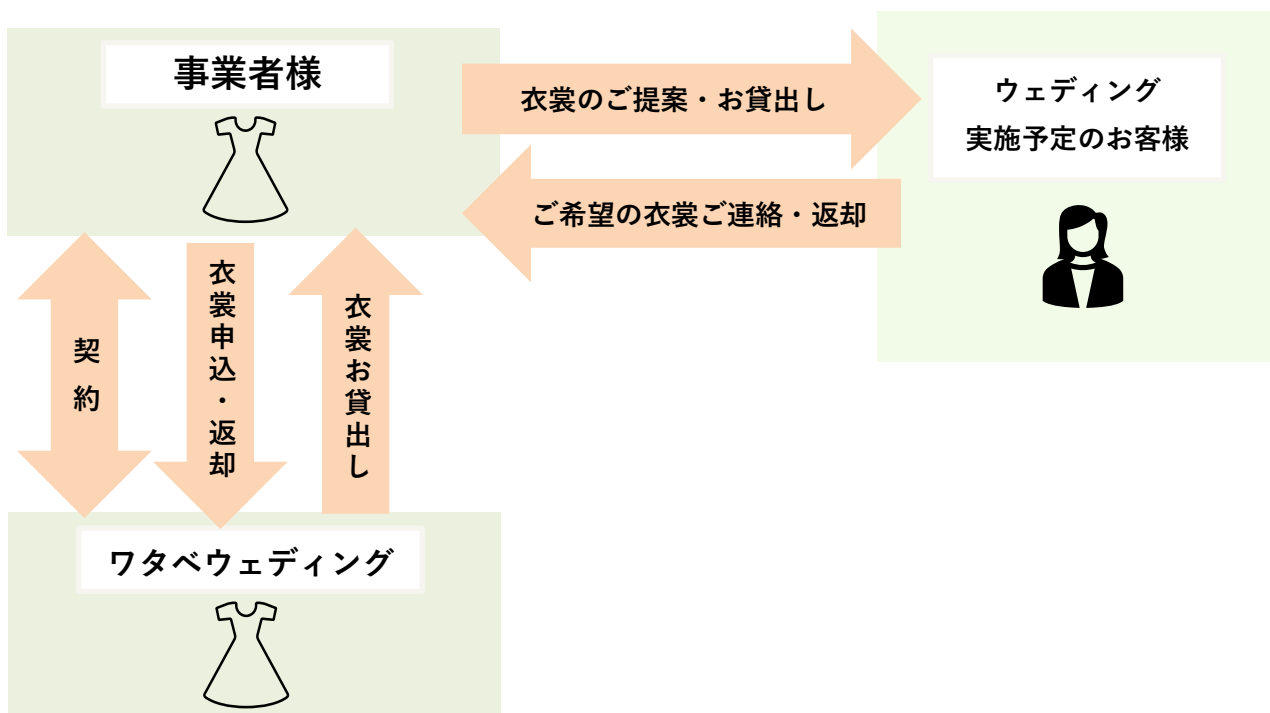 事業者様
衣裳のご提案・お貸出し
ウェディング
実施予定のお客様
ご希望の衣裳ご連絡・返却
契約
衣裳申込・返却
衣裳お貸出し
ワタベウェディング